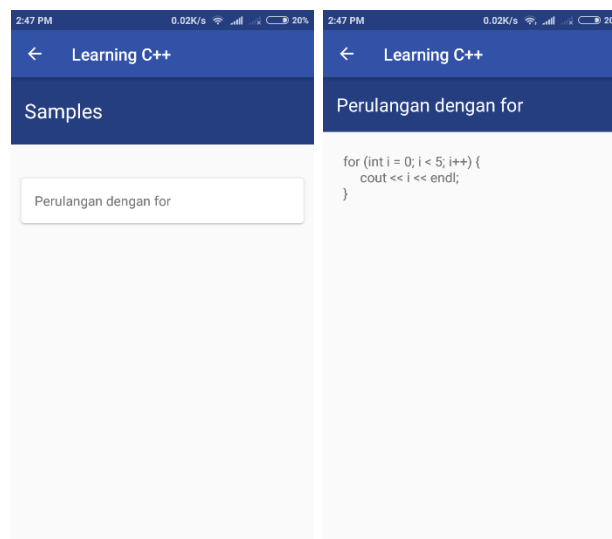 2:47 PM 0.02K/s 20%
Learning C++
Samples
Perulangan dengan for
2:47 PM 0.02K/s 20
Learning C++
Perulangan dengan for
for (int i = 0; i < 5; i++) {
cout << i << endl;
}